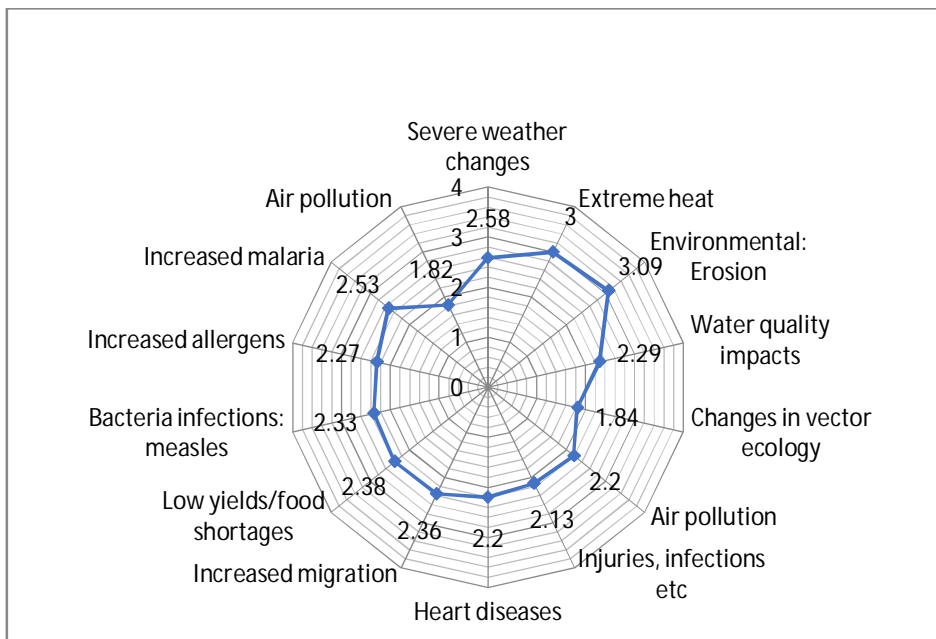 Severe weather
changes
Air pollution
4
Extreme heat
2.58
3
3
Environmental:
Erosion
Increased malaria
3.09
2.53
1.82
2
Increased allergens
Water quality
impacts
2.27
1
2.29
0
Bacteria infections:
measles
2.33
1.84
Changes in vector
ecology
Low yields/food
shortages
2.38
2.2
Air pollution
2.36
2.2
2.13
Increased migration
Injuries, infections
etc
Heart diseases